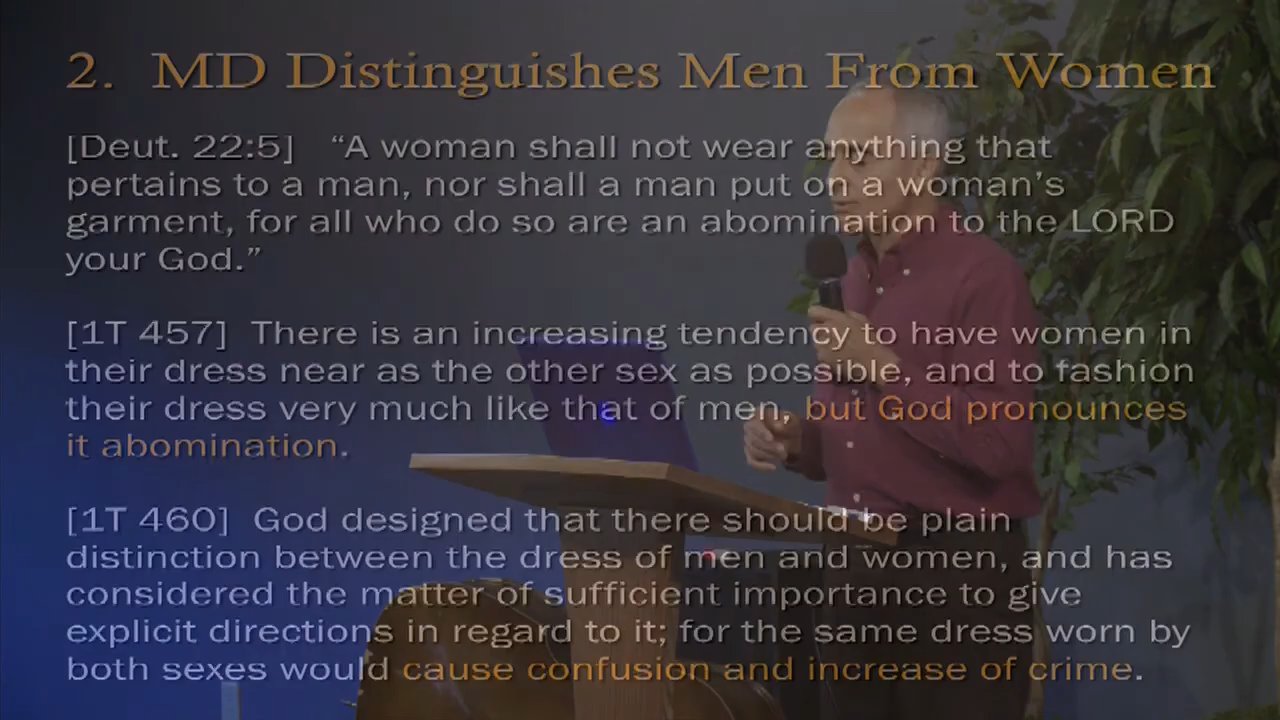 2. MD Distinguishes Men From Women
[Deut. 22:5] “A woman shall not wear anything that
pertains to a man, nor shall a man put on a woman’s
garment, for all who do so are an abomination to the LORD
your God.”
[1T 457] There is an increasing tendency to have women in
their dress near as the other sex as possible, and to fashion
their dress very much like that of men, but God pronounces
it abomination.
[1T 460] God designed that there should be plain
distinction between the dress of men and women, and has
considered the matter of sufficient importance to give
explicit directions in regard to it; for the same dress worn by
both sexes would cause confusion and increase of crime.